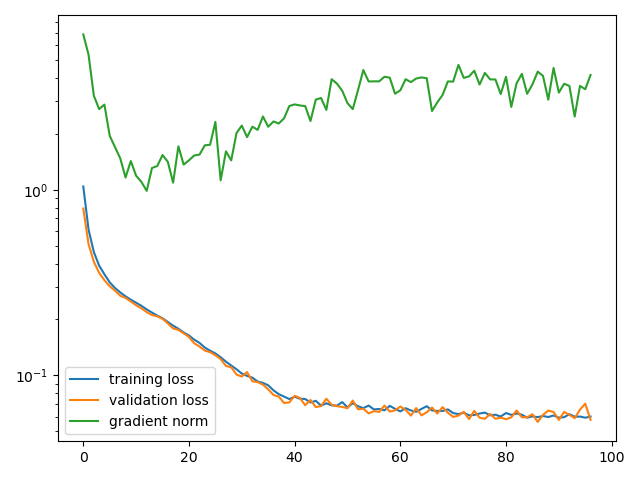 10⁰
10⁻¹
training loss
validation loss
gradient norm
0 20 40 60 80 100